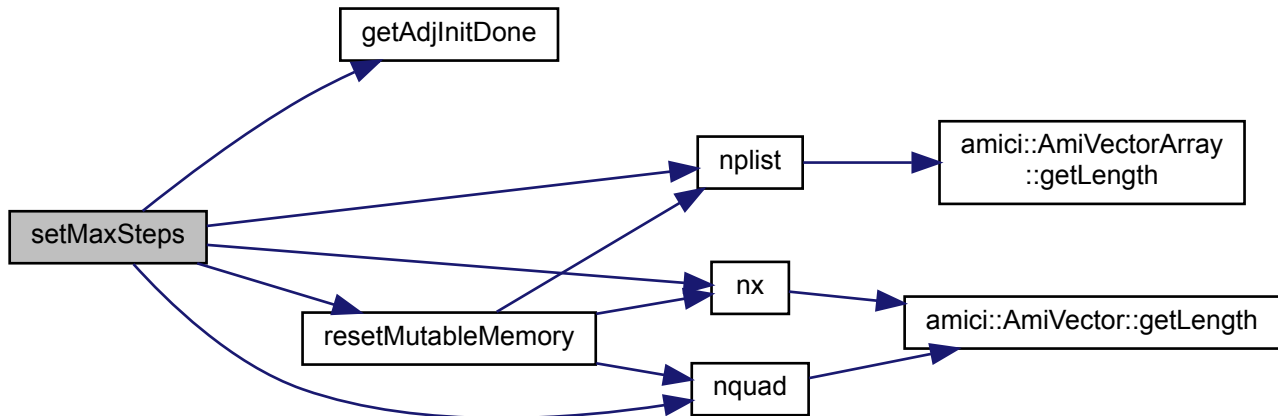 getAdjInitDone
nplist
amici::AmiVectorArray
::getLength
setMaxSteps
nx
resetMutableMemory
amici::AmiVector::getLength
nquad